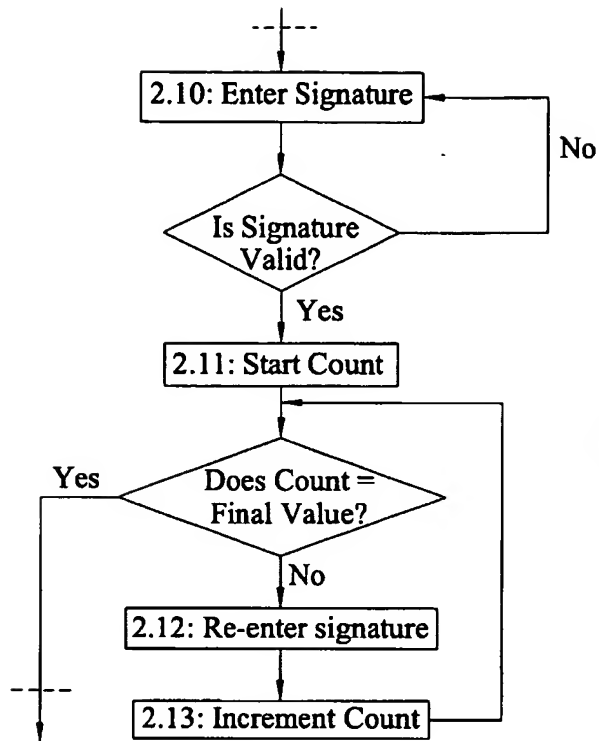 2.10: Enter Signature
No
Is Signature
Valid?
Yes
2.11: Start Count
Yes
Does Count =
Final Value?
No
2.12: Re-enter signature
2.13: Increment Count